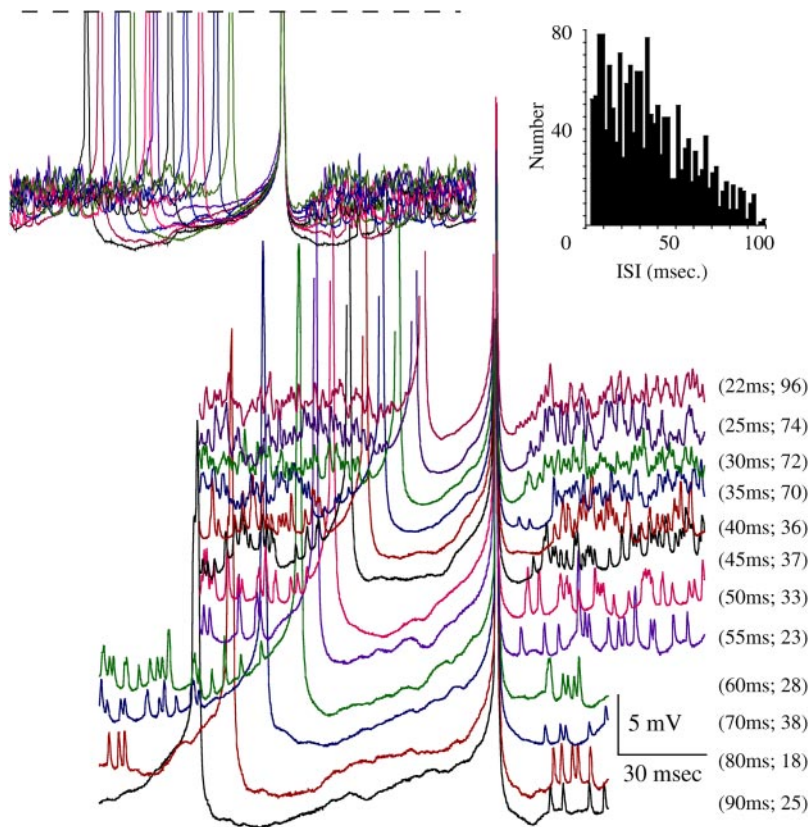 80
40
0
Number
50
100
ISI (msec.)
(22ms; 96)
(25ms; 74)
(30ms; 72)
(35ms; 70)
(40ms; 36)
(45ms; 37)
(50ms; 33)
(55ms; 23)
(60ms; 28)
(70ms; 38)
(80ms; 18)
(90ms; 25)
5 mV
30 msec